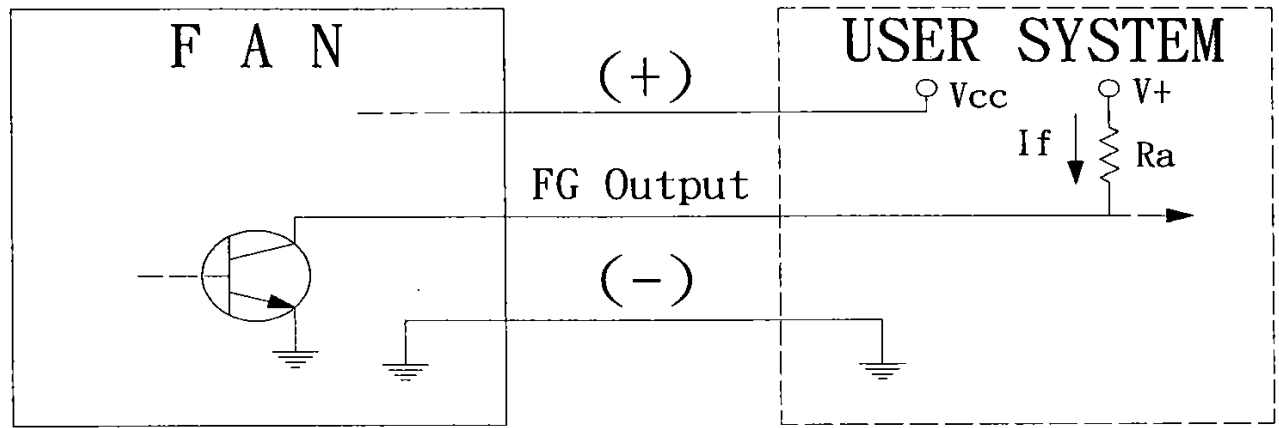 F A N
USER SYSTEM
(+)
Vcc
V+
If
Ra
FG Output
(-)